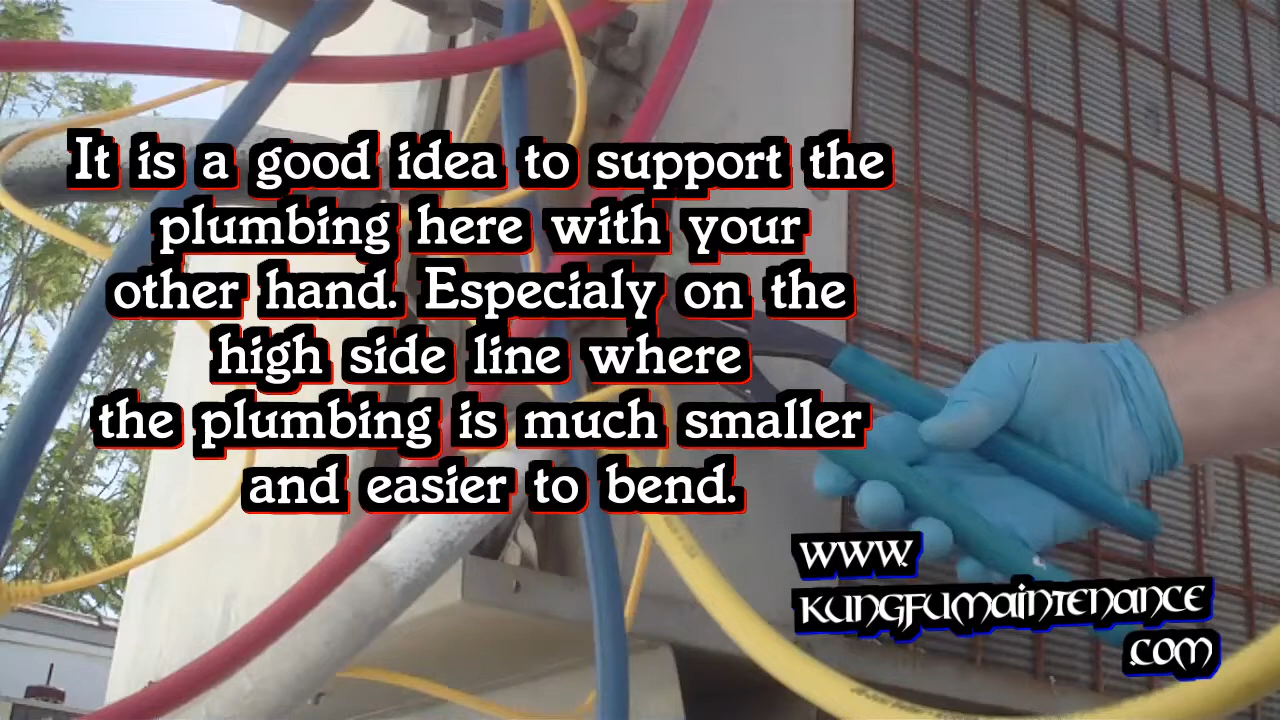 It is a good idea to support the
plumbing here with your
other hand. Especialy on the
high side line where
the plumbing is much smaller
and easier to bend.
www.
kungfumaintenance
.com